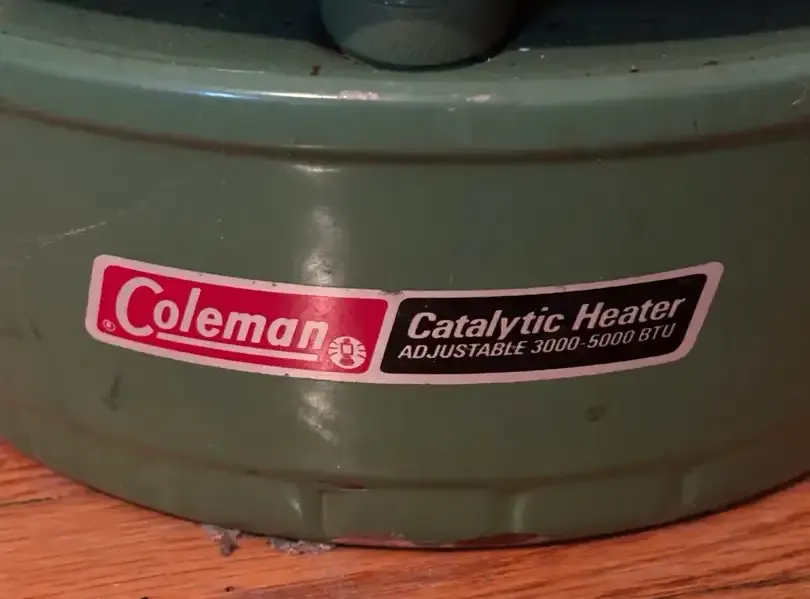 ® Coleman
Catalytic Heater
ADJUSTABLE 3000-5000 BTU